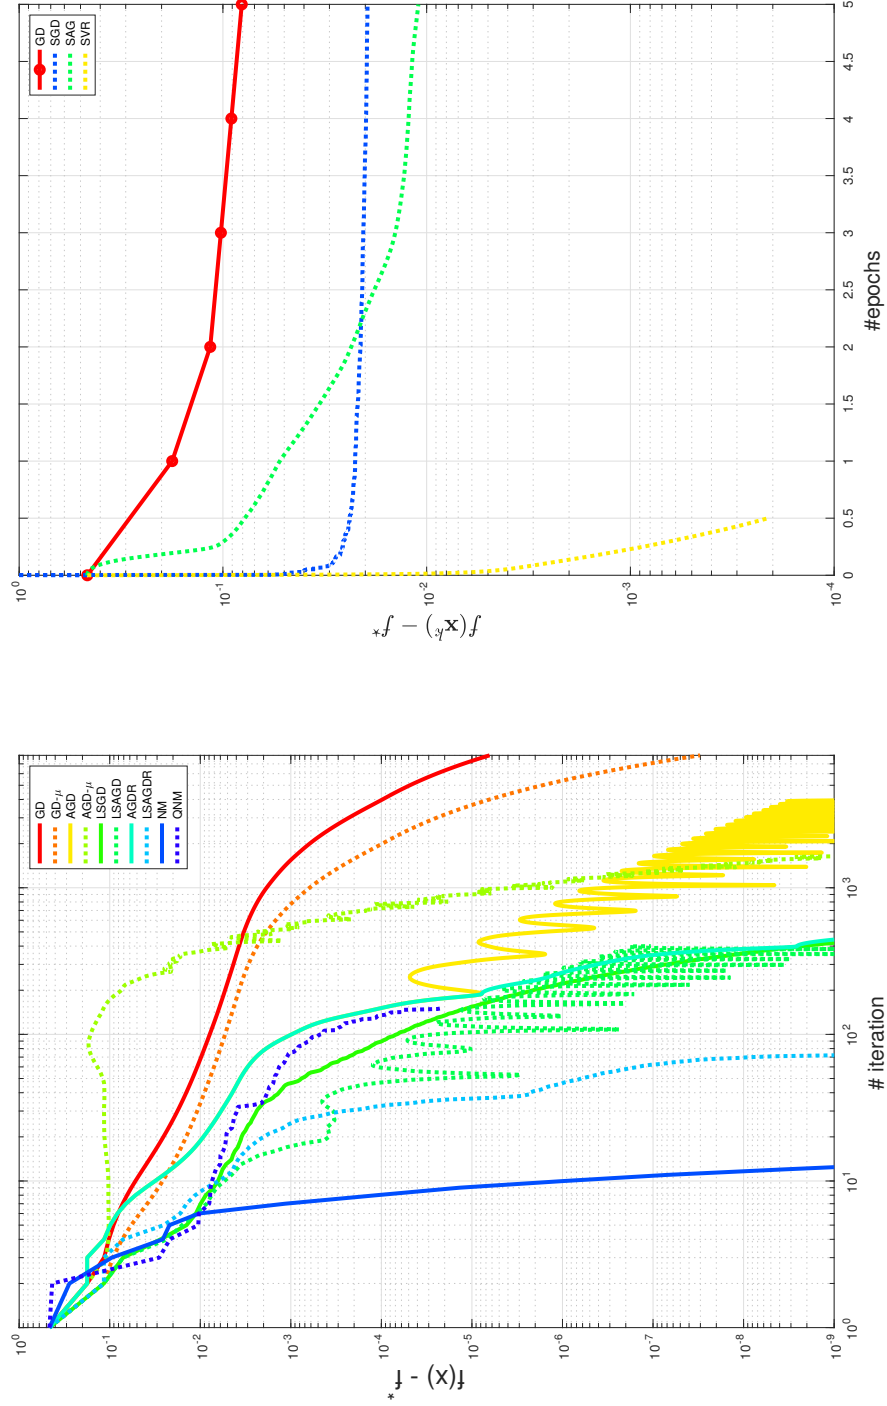 10^0
10^-1
10^-2
10^-3
10^-4
f(x_k) − f*
0
0.5
1
1.5
2
2.5
3
3.5
4
4.5
5
#epochs
GD
SGD
SAG
SVR
10^0
10^-1
10^-2
10^-3
10^-4
10^-5
10^-6
10^-7
10^-8
10^-9
f(x) - f*
10^0
10^1
10^2
10^3
# iteration
GD
GD-μ
AGD
AGD-μ
LSGD
LSAGD
AGDR
LSAGDR
NM
QNM